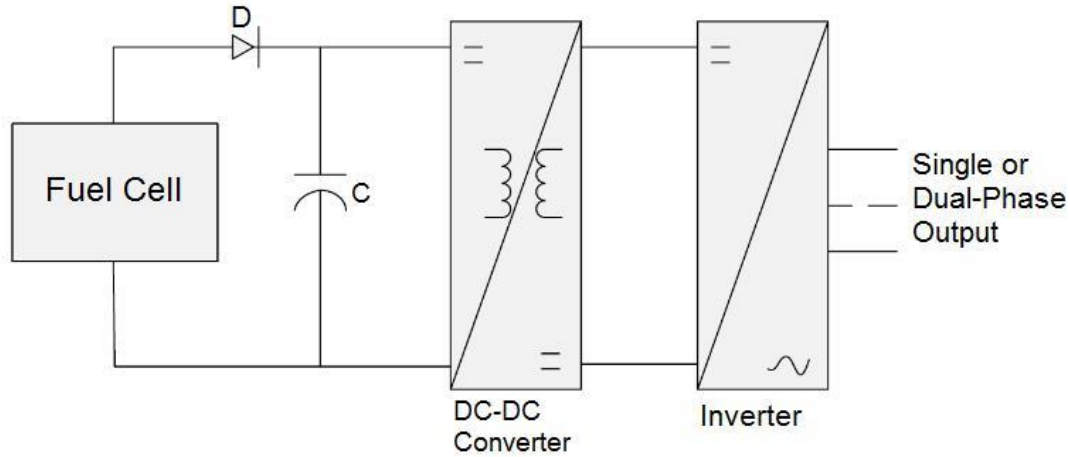 D
Fuel Cell
C
Single or
Dual-Phase
Output
DC-DC
Converter
Inverter